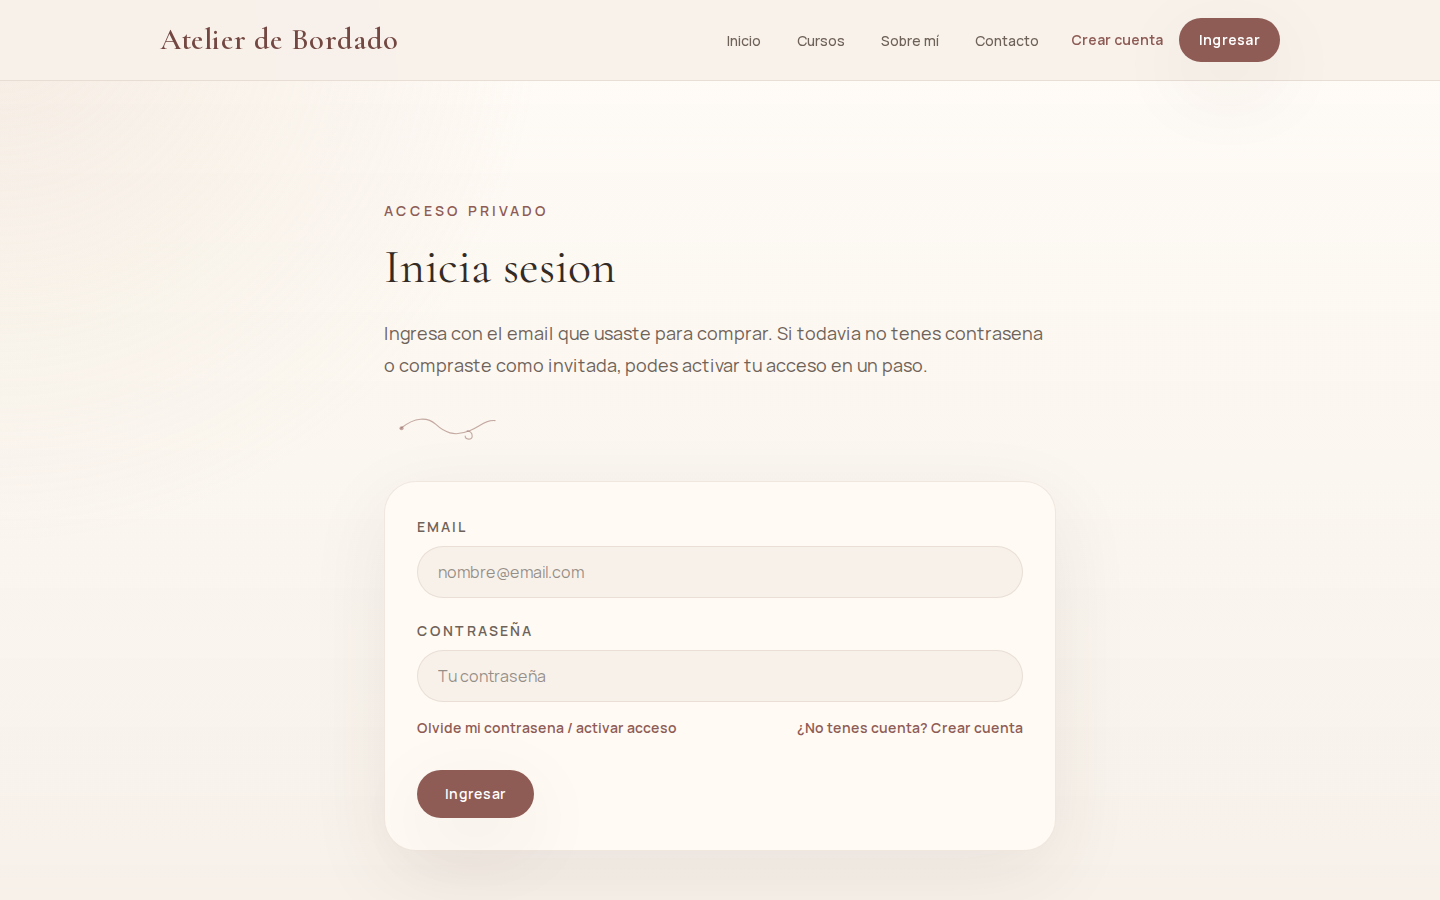 Atelier de Bordado
Inicio
Cursos
Sobre mí
Contacto
Crear cuenta
Ingresar
ACCESO PRIVADO
Inicia sesion
Ingresa con el email que usaste para comprar. Si todavia no tenes contrasena
o compraste como invitada, podes activar tu acceso en un paso.
EMAIL
nombre@email.com
CONTRASEÑA
Tu contraseña
Olvide mi contrasena / activar acceso
¿No tenes cuenta? Crear cuenta
Ingresar